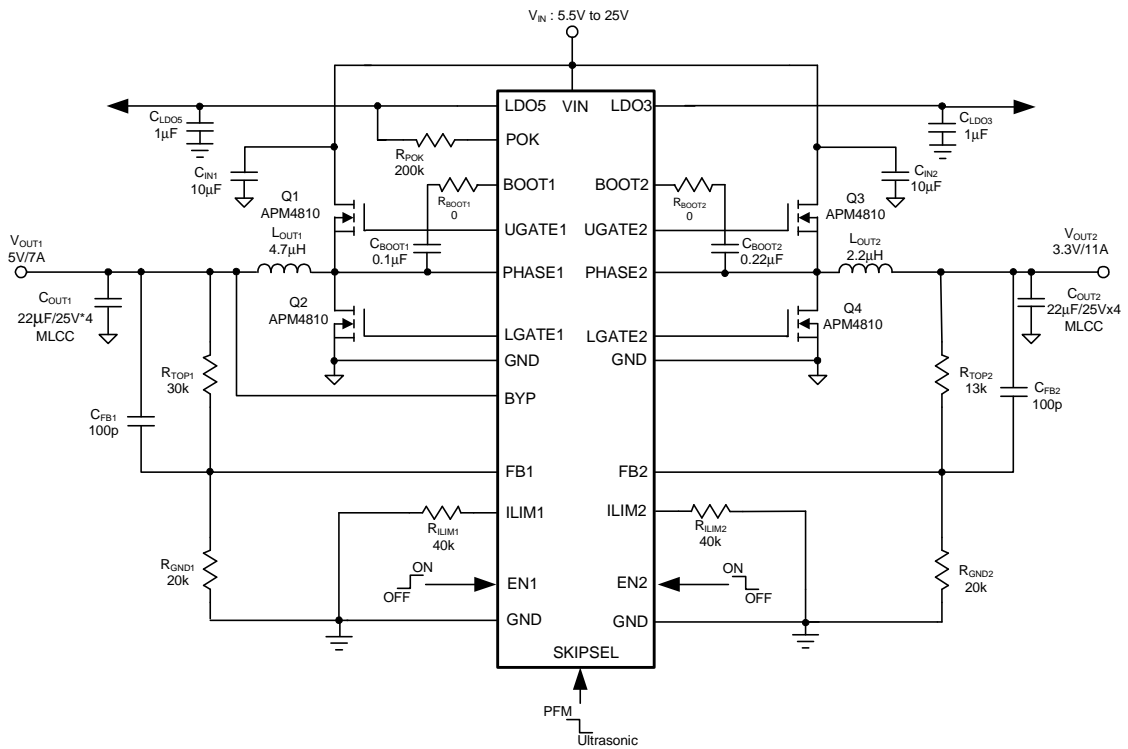 VIN : 5.5V to 25V
LDO5
VIN
LDO3
CLDO5
1μF
CLDO3
1μF
POK
RPOK
200k
CIN1
10μF
CIN2
10μF
BOOT1
BOOT2
RBOOT1
0
RBOOT2
0
Q1
APM4810
Q3
APM4810
UGATE1
UGATE2
CBOOT1
0.1μF
CBOOT2
0.22μF
VOUT1
5V/7A
LOUT1
4.7μH
PHASE1
PHASE2
LOUT2
2.2μH
VOUT2
3.3V/11A
COUT1
22μF/25V*4
MLCC
Q2
APM4810
Q4
APM4810
COUT2
22μF/25Vx4
MLCC
LGATE1
LGATE2
GND
GND
RTOP1
30k
RTOP2
13k
BYP
CFB1
100p
CFB2
100p
FB1
FB2
ILIM1
ILIM2
RILIM1
40k
RILIM2
40k
RGND1
20k
RGND2
20k
ON
OFF
EN1
EN2
ON
OFF
GND
GND
SKIPSEL
PFM
Ultrasonic